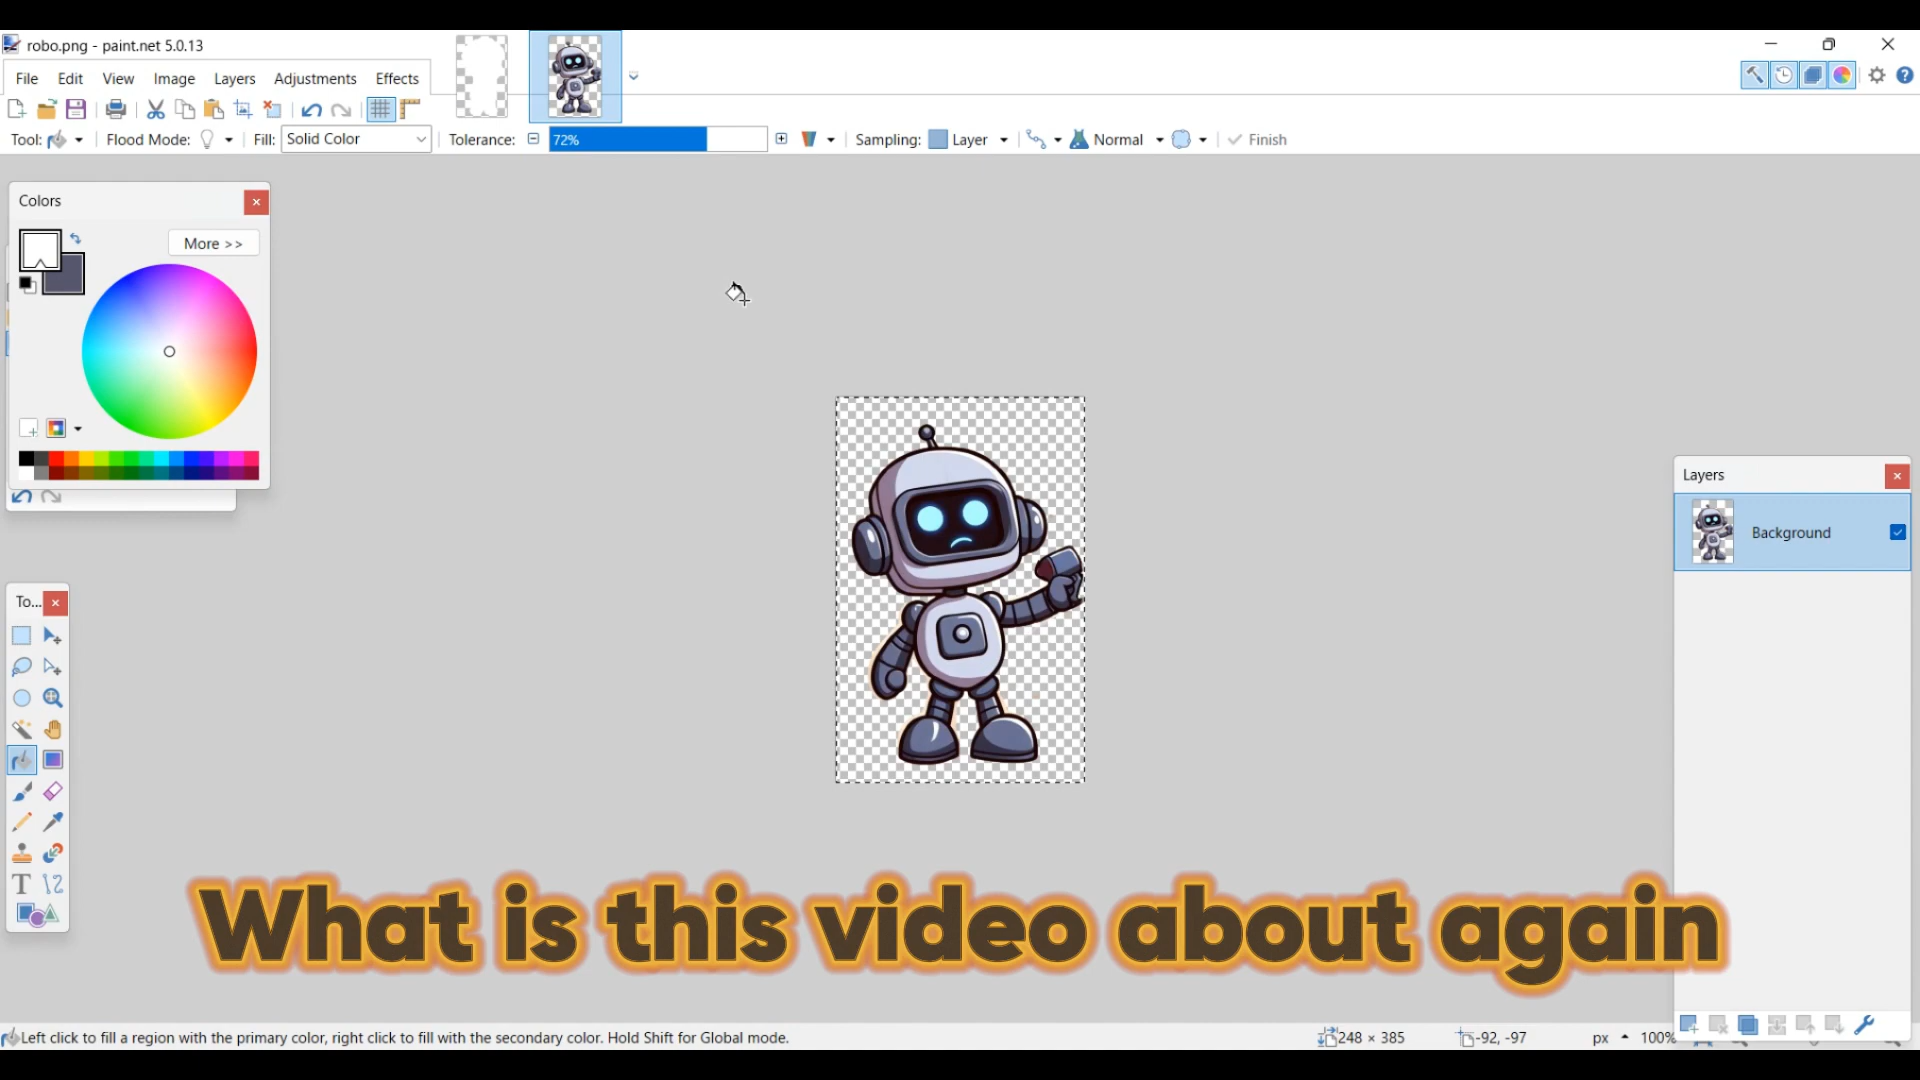 robo.png - paint.net 5.0.13
File Edit View Image Layers Adjustments Effects
Tool: Flood Mode: Fill: Solid Color Tolerance: 72% Sampling: Layer Normal Finish
Colors
More >>
Layers
Background
To...
What is this video about again
Left click to fill a region with the primary color, right click to fill with the secondary color. Hold Shift for Global mode.
248 × 385 -92, -97 px 100%